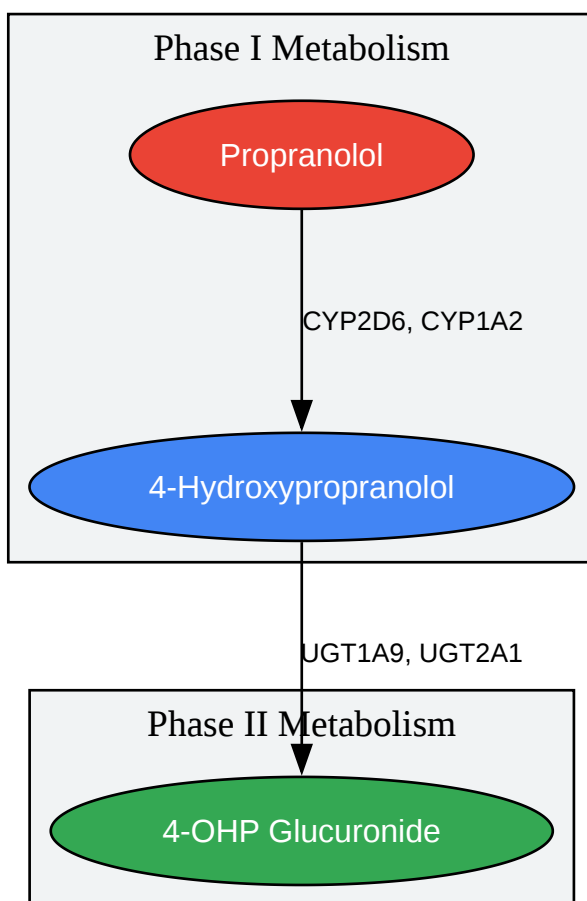 Phase I Metabolism
Propranolol
CYP2D6, CYP1A2
4-Hydroxypropranolol
UGT1A9, UGT2A1
Phase II Metabolism
4-OHP Glucuronide